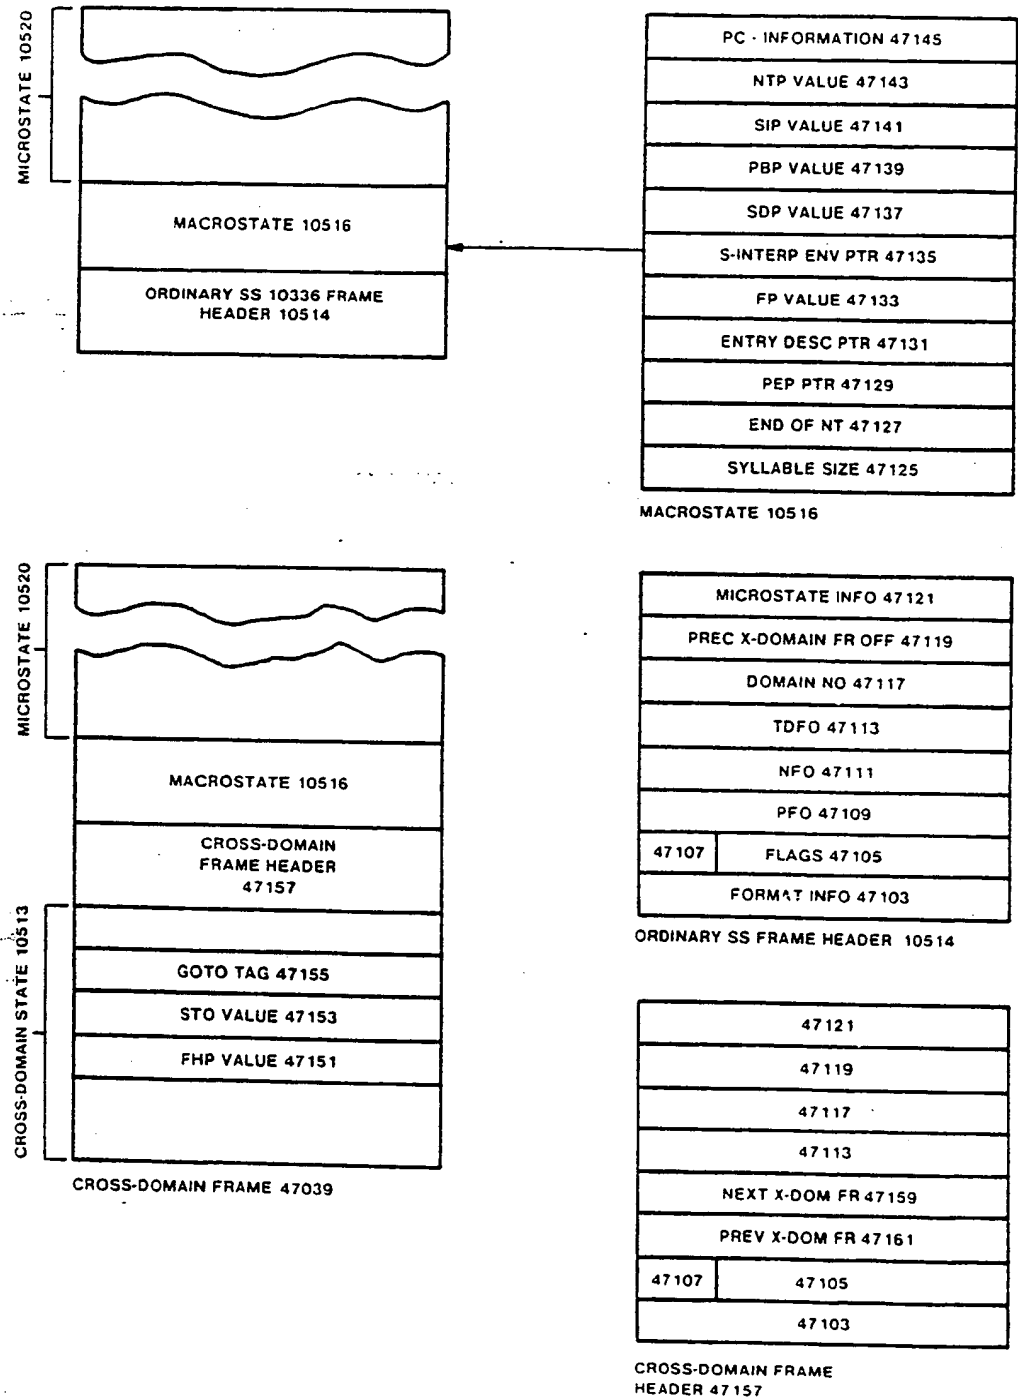 MICROSTATE 10520
MACROSTATE 10516
ORDINARY SS 10336 FRAME
HEADER 10514
PC - INFORMATION 47145
NTP VALUE 47143
SIP VALUE 47141
PBP VALUE 47139
SDP VALUE 47137
S-INTERP ENV PTR 47135
FP VALUE 47133
ENTRY DESC PTR 47131
PEP PTR 47129
END OF NT 47127
SYLLABLE SIZE 47125
MACROSTATE 10516
MICROSTATE 10520
MACROSTATE 10516
CROSS-DOMAIN
FRAME HEADER
47157
CROSS-DOMAIN STATE 10513
GOTO TAG 47155
STO VALUE 47153
FHP VALUE 47151
CROSS-DOMAIN FRAME 47039
MICROSTATE INFO 47121
PREC X-DOMAIN FR OFF 47119
DOMAIN NO 47117
TDFO 47113
NFO 47111
PFO 47109
47107 FLAGS 47105
FORMAT INFO 47103
ORDINARY SS FRAME HEADER 10514
47121
47119
47117
47113
NEXT X-DOM FR 47159
PREV X-DOM FR 47161
47107 47105
47103
CROSS-DOMAIN FRAME
HEADER 47157